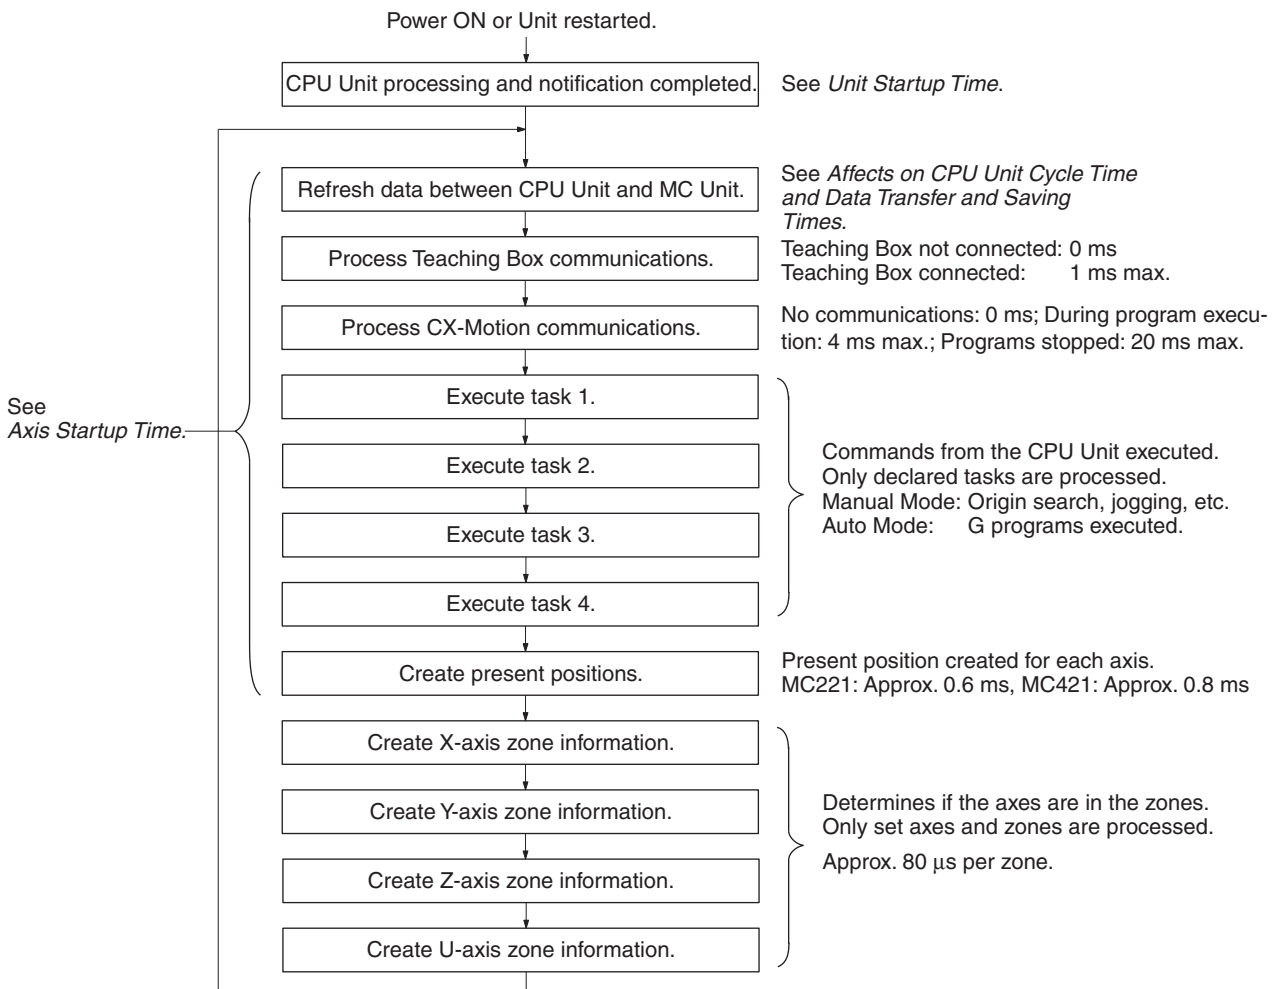 Power ON or Unit restarted.
CPU Unit processing and notification completed.
See Unit Startup Time.
Refresh data between CPU Unit and MC Unit.
See Affects on CPU Unit Cycle Time
and Data Transfer and Saving
Times.
Process Teaching Box communications.
Teaching Box not connected: 0 ms
Teaching Box connected: 1 ms max.
Process CX-Motion communications.
No communications: 0 ms; During program execu-
tion: 4 ms max.; Programs stopped: 20 ms max.
Execute task 1.
See
Axis Startup Time.
Execute task 2.
Execute task 3.
Execute task 4.
Commands from the CPU Unit executed.
Only declared tasks are processed.
Manual Mode: Origin search, jogging, etc.
Auto Mode: G programs executed.
Create present positions.
Present position created for each axis.
MC221: Approx. 0.6 ms, MC421: Approx. 0.8 ms
Create X-axis zone information.
Create Y-axis zone information.
Create Z-axis zone information.
Create U-axis zone information.
Determines if the axes are in the zones.
Only set axes and zones are processed.
Approx. 80 µs per zone.